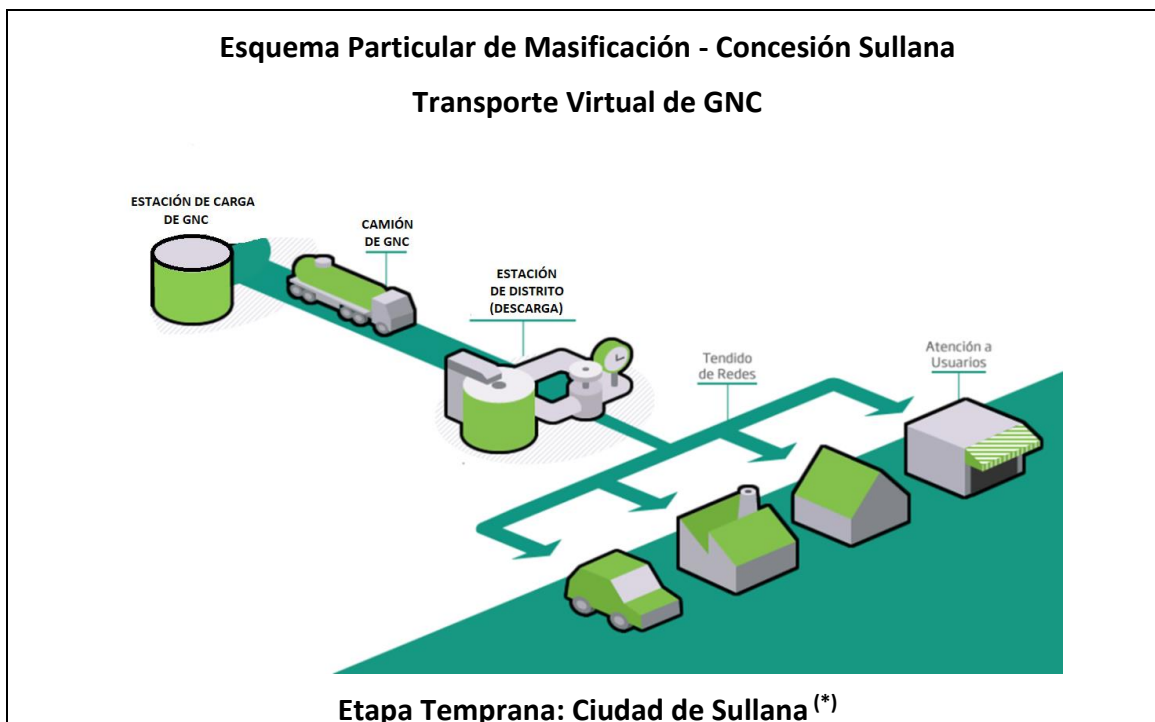 Esquema Particular de Masificación - Concesión Sullana
Transporte Virtual de GNC
ESTACIÓN DE CARGA
DE GNC
CAMIÓN
DE GNC
ESTACIÓN
DE DISTRITO
(DESCARGA)
Tendido
de Redes
Atención a
Usuarios
Etapa Temprana: Ciudad de Sullana (*)